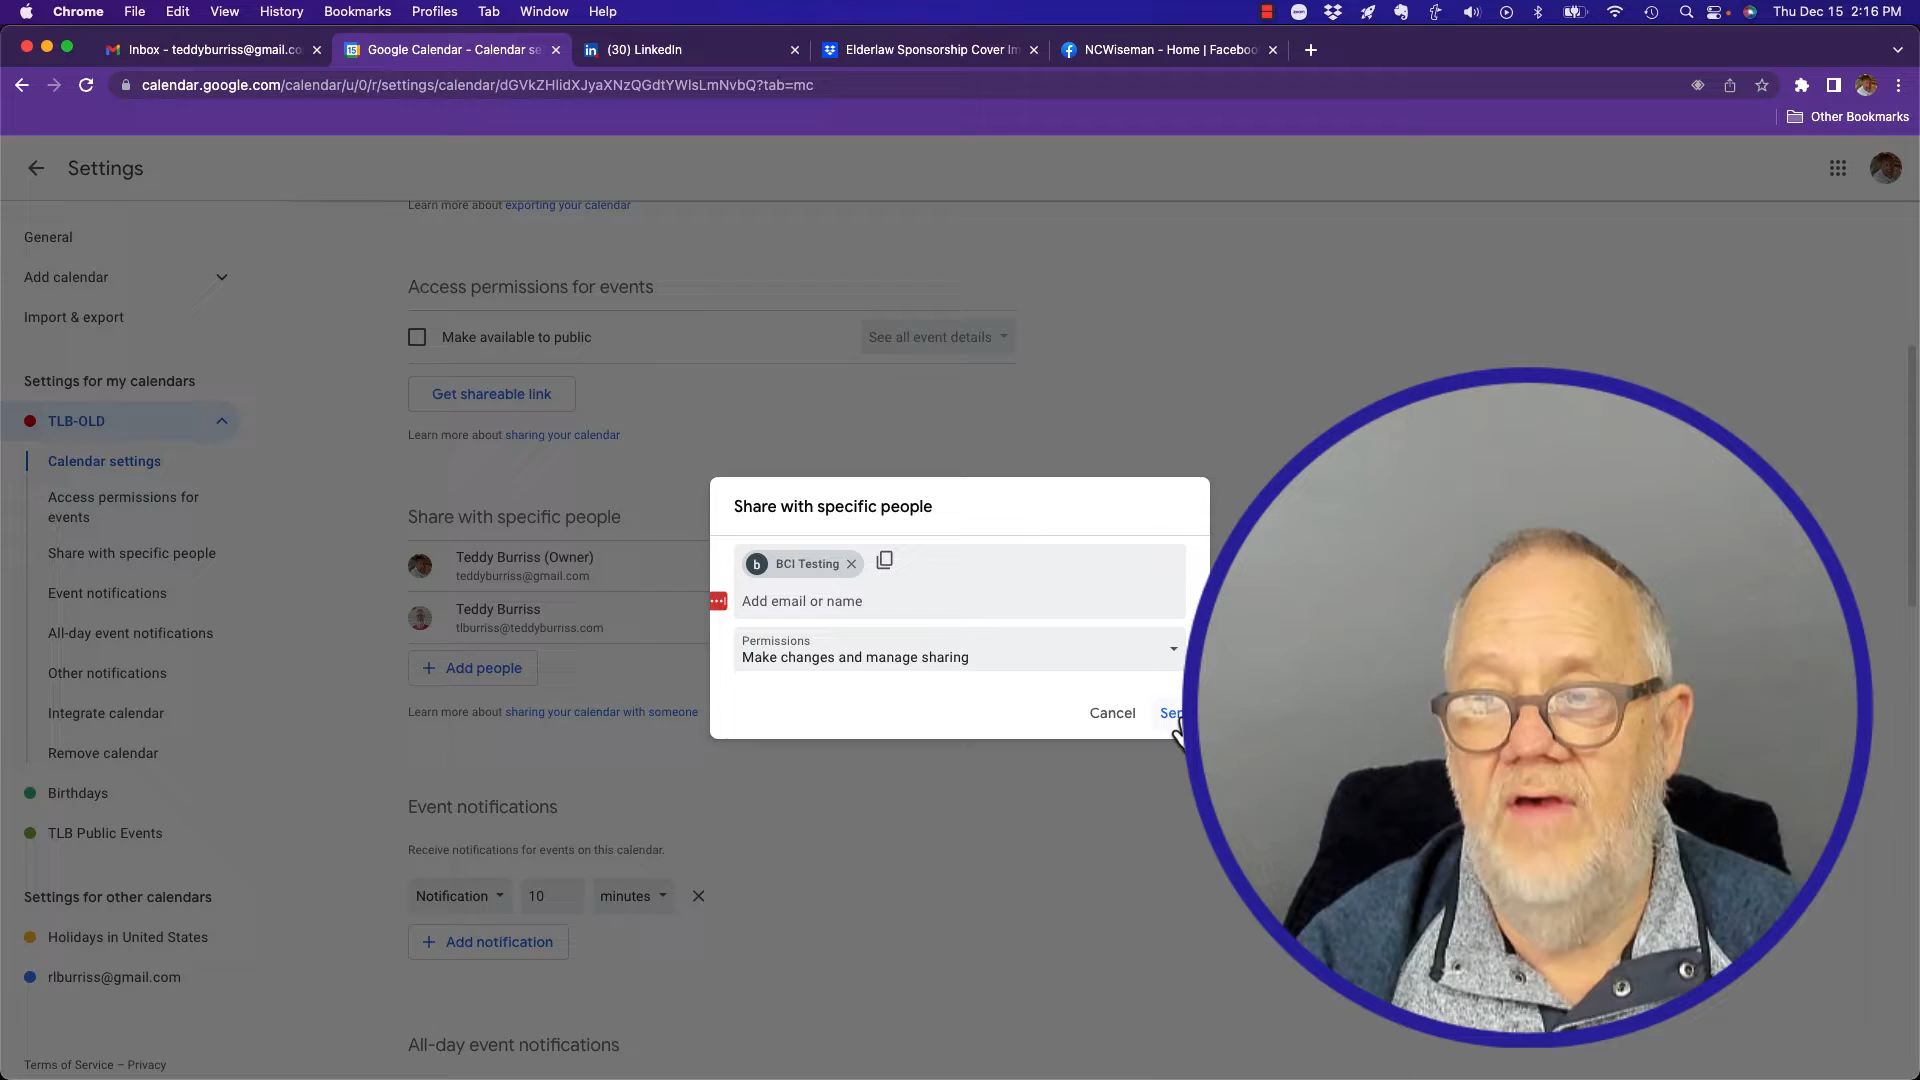 Chrome File Edit View History Bookmarks Profiles Tab Window Help Thu Dec 15 2:16 PM
Inbox - teddyburriss@gmail.co Google Calendar - Calendar se (30) LinkedIn Elderlaw Sponsorship Cover Im NCWiseman - Home | Faceboo
calendar.google.com/calendar/u/0/r/settings/calendar/dGVkZHlidXJyaXNzQGdtYWlsLmNvbQ?tab=mc
Other Bookmarks
Settings
Learn more about exporting your calendar
General
Add calendar
Import & export
Access permissions for events
Make available to public See all event details
Get shareable link
Learn more about sharing your calendar
Settings for my calendars
TLB-OLD
Calendar settings
Access permissions for
events
Share with specific people
Event notifications
All-day event notifications
Other notifications
Integrate calendar
Remove calendar
Birthdays
TLB Public Events
Settings for other calendars
Holidays in United States
rlburriss@gmail.com
Terms of Service – Privacy
Share with specific people
Teddy Burriss (Owner)
teddyburriss@gmail.com
Teddy Burriss
tlburriss@teddyburriss.com
+ Add people
Learn more about sharing your calendar with someone
Share with specific people
b BCI Testing
Add email or name
Permissions
Make changes and manage sharing
Cancel Sen
Event notifications
Receive notifications for events on this calendar.
Notification 10 minutes
+ Add notification
All-day event notifications